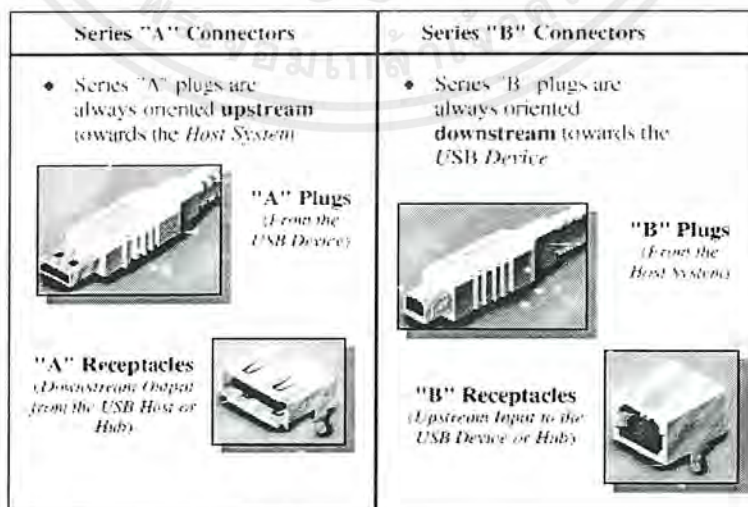 Series "A" Connectors
Series "B" Connectors
◆ Series "A" plugs are
always oriented upstream
towards the Host System
"A" Plugs
(From the
USB Device)
"A" Receptacles
(Downstream Output
from the USB Host or
Hub)
◆ Series "B" plugs are
always oriented
downstream towards the
USB Device
"B" Plugs
(From the
Host System)
"B" Receptacles
(Upstream Input to the
USB Device or Hub)